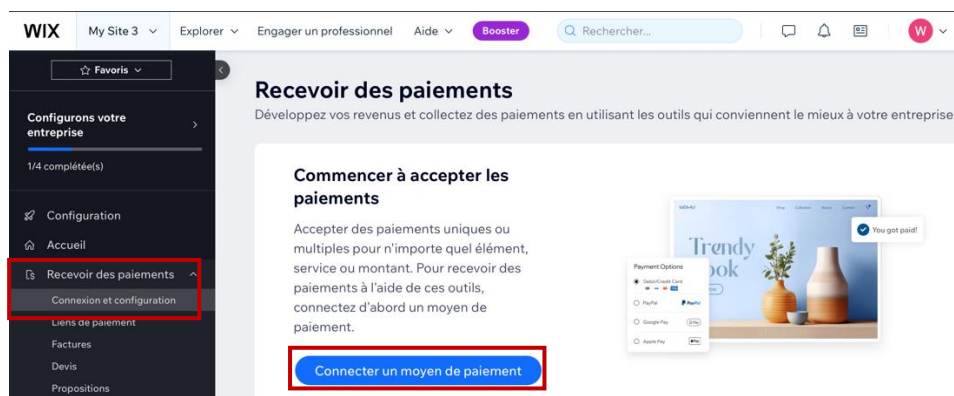 WIX My Site 3 Explorer Engager un professionnel Aide Booster Rechercher... W
Favoris
Configurons votre
entreprise
1/4 complétée(s)
Configuration
Accueil
Recevoir des paiements
Connexion et configuration
Liens de paiement
Factures
Devis
Propositions
Recevoir des paiements
Développez vos revenus et collectez des paiements en utilisant les outils qui conviennent le mieux à votre entreprise
Commencer à accepter les
paiements
Accepter des paiements uniques ou
multiples pour n'importe quel élément,
service ou montant. Pour recevoir des
paiements à l'aide de ces outils,
connectez d'abord un moyen de
paiement.
Connecter un moyen de paiement
You got paid!
Trendy
ook
Payment Options
Debit/Credit Card
PayPal PayPal
Google Pay G Pay
Apple Pay Pay